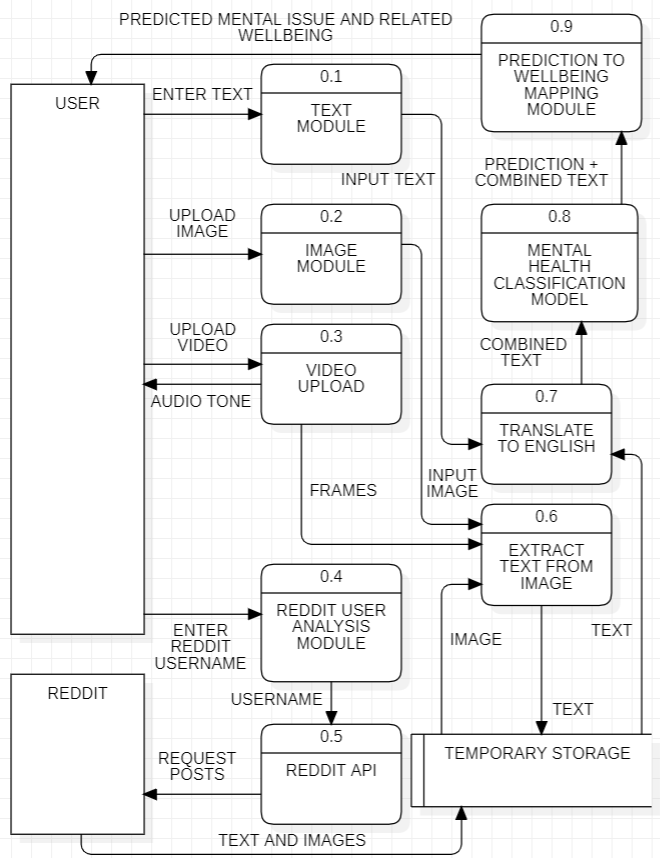 PREDICTED MENTAL ISSUE AND RELATED
WELLBEING
0.9
PREDICTION TO
WELLBEING
MAPPING
MODULE
USER
ENTER TEXT
0.1
TEXT
MODULE
INPUT TEXT
PREDICTION +
COMBINED TEXT
UPLOAD
IMAGE
0.2
IMAGE
MODULE
0.8
MENTAL
HEALTH
CLASSIFICATION
MODEL
UPLOAD
VIDEO
AUDIO TONE
0.3
VIDEO
UPLOAD
COMBINED
TEXT
0.7
TRANSLATE
TO ENGLISH
FRAMES
INPUT
IMAGE
0.6
EXTRACT
TEXT FROM
IMAGE
0.4
REDDIT USER
ANALYSIS
MODULE
ENTER
REDDIT
USERNAME
IMAGE
TEXT
REDDIT
USERNAME
TEXT
0.5
REDDIT API
REQUEST
POSTS
TEMPORARY STORAGE
TEXT AND IMAGES